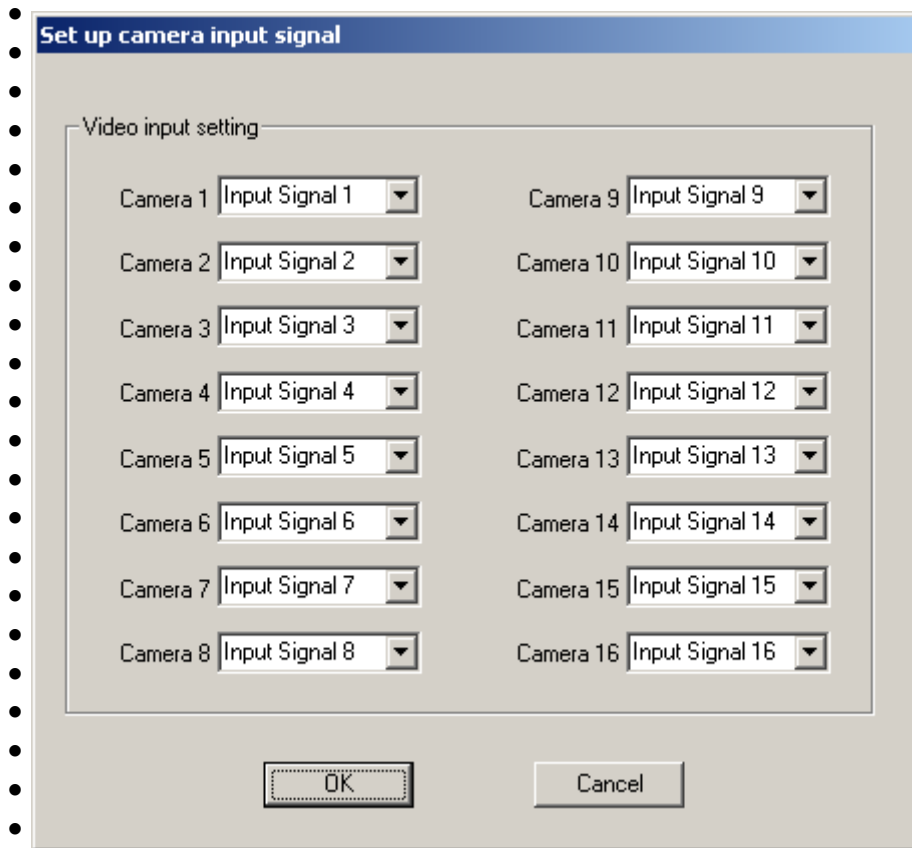 Set up camera input signal
Video input setting
Camera 1 Input Signal 1
Camera 2 Input Signal 2
Camera 3 Input Signal 3
Camera 4 Input Signal 4
Camera 5 Input Signal 5
Camera 6 Input Signal 6
Camera 7 Input Signal 7
Camera 8 Input Signal 8
Camera 9 Input Signal 9
Camera 10 Input Signal 10
Camera 11 Input Signal 11
Camera 12 Input Signal 12
Camera 13 Input Signal 13
Camera 14 Input Signal 14
Camera 15 Input Signal 15
Camera 16 Input Signal 16
OK
Cancel